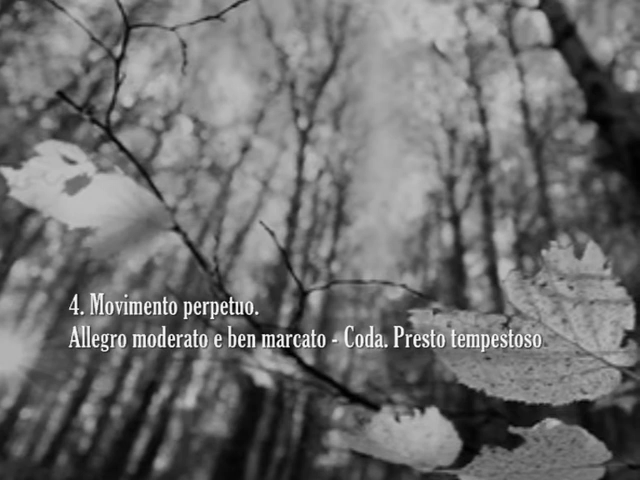 4. Movimento perpetuo.
Allegro moderato e ben marcato - Coda. Presto tempestoso